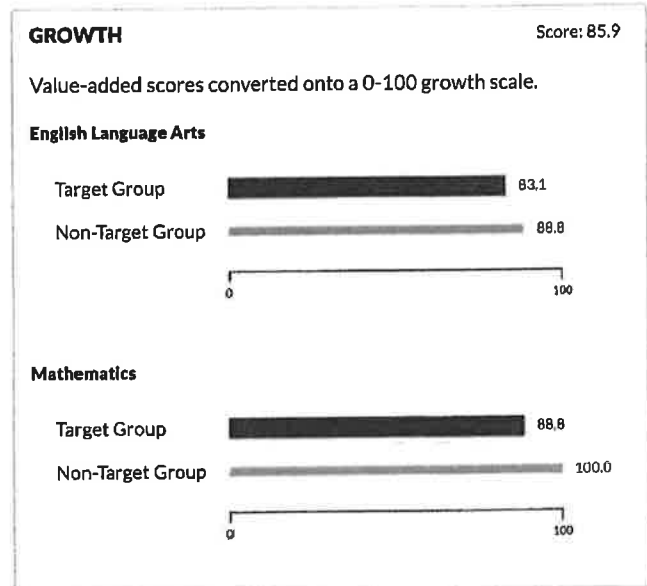 GROWTH Score: 85.9
Value-added scores converted onto a 0-100 growth scale.
English Language Arts
Target Group 83.1
Non-Target Group 88.8
0 100
Mathematics
Target Group 88.8
Non-Target Group 100.0
0 100